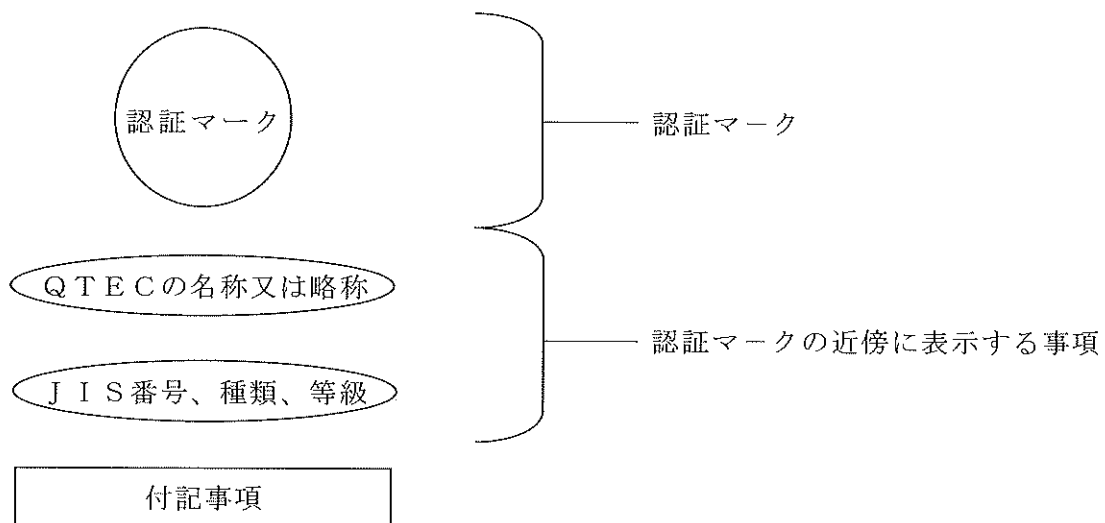 認証マーク
認証マーク
QTECの名称又は略称
認証マークの近傍に表示する事項
JIS番号、種類、等級
付記事項